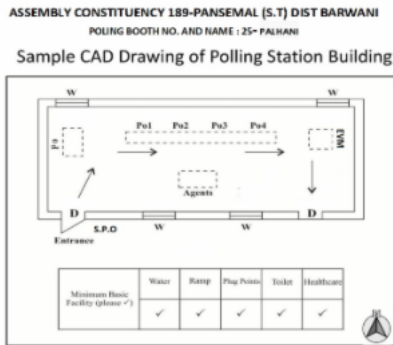 ASSEMBLY CONSTITUENCY 189-PANSEMAL (S.T) DIST BARWANI
POLING BOOTH NO. AND NAME : 25- PALHANI
Sample CAD Drawing of Polling Station Building
W W
Po1 Po2 Po3 Po4
Po
EVM
Agents
D D
S.P.O W W
Entrance
Water Ramp Plug Points Toilet Healthcare
Minimum Basic
Facility (please ✓) ✓ ✓ ✓ ✓ ✓